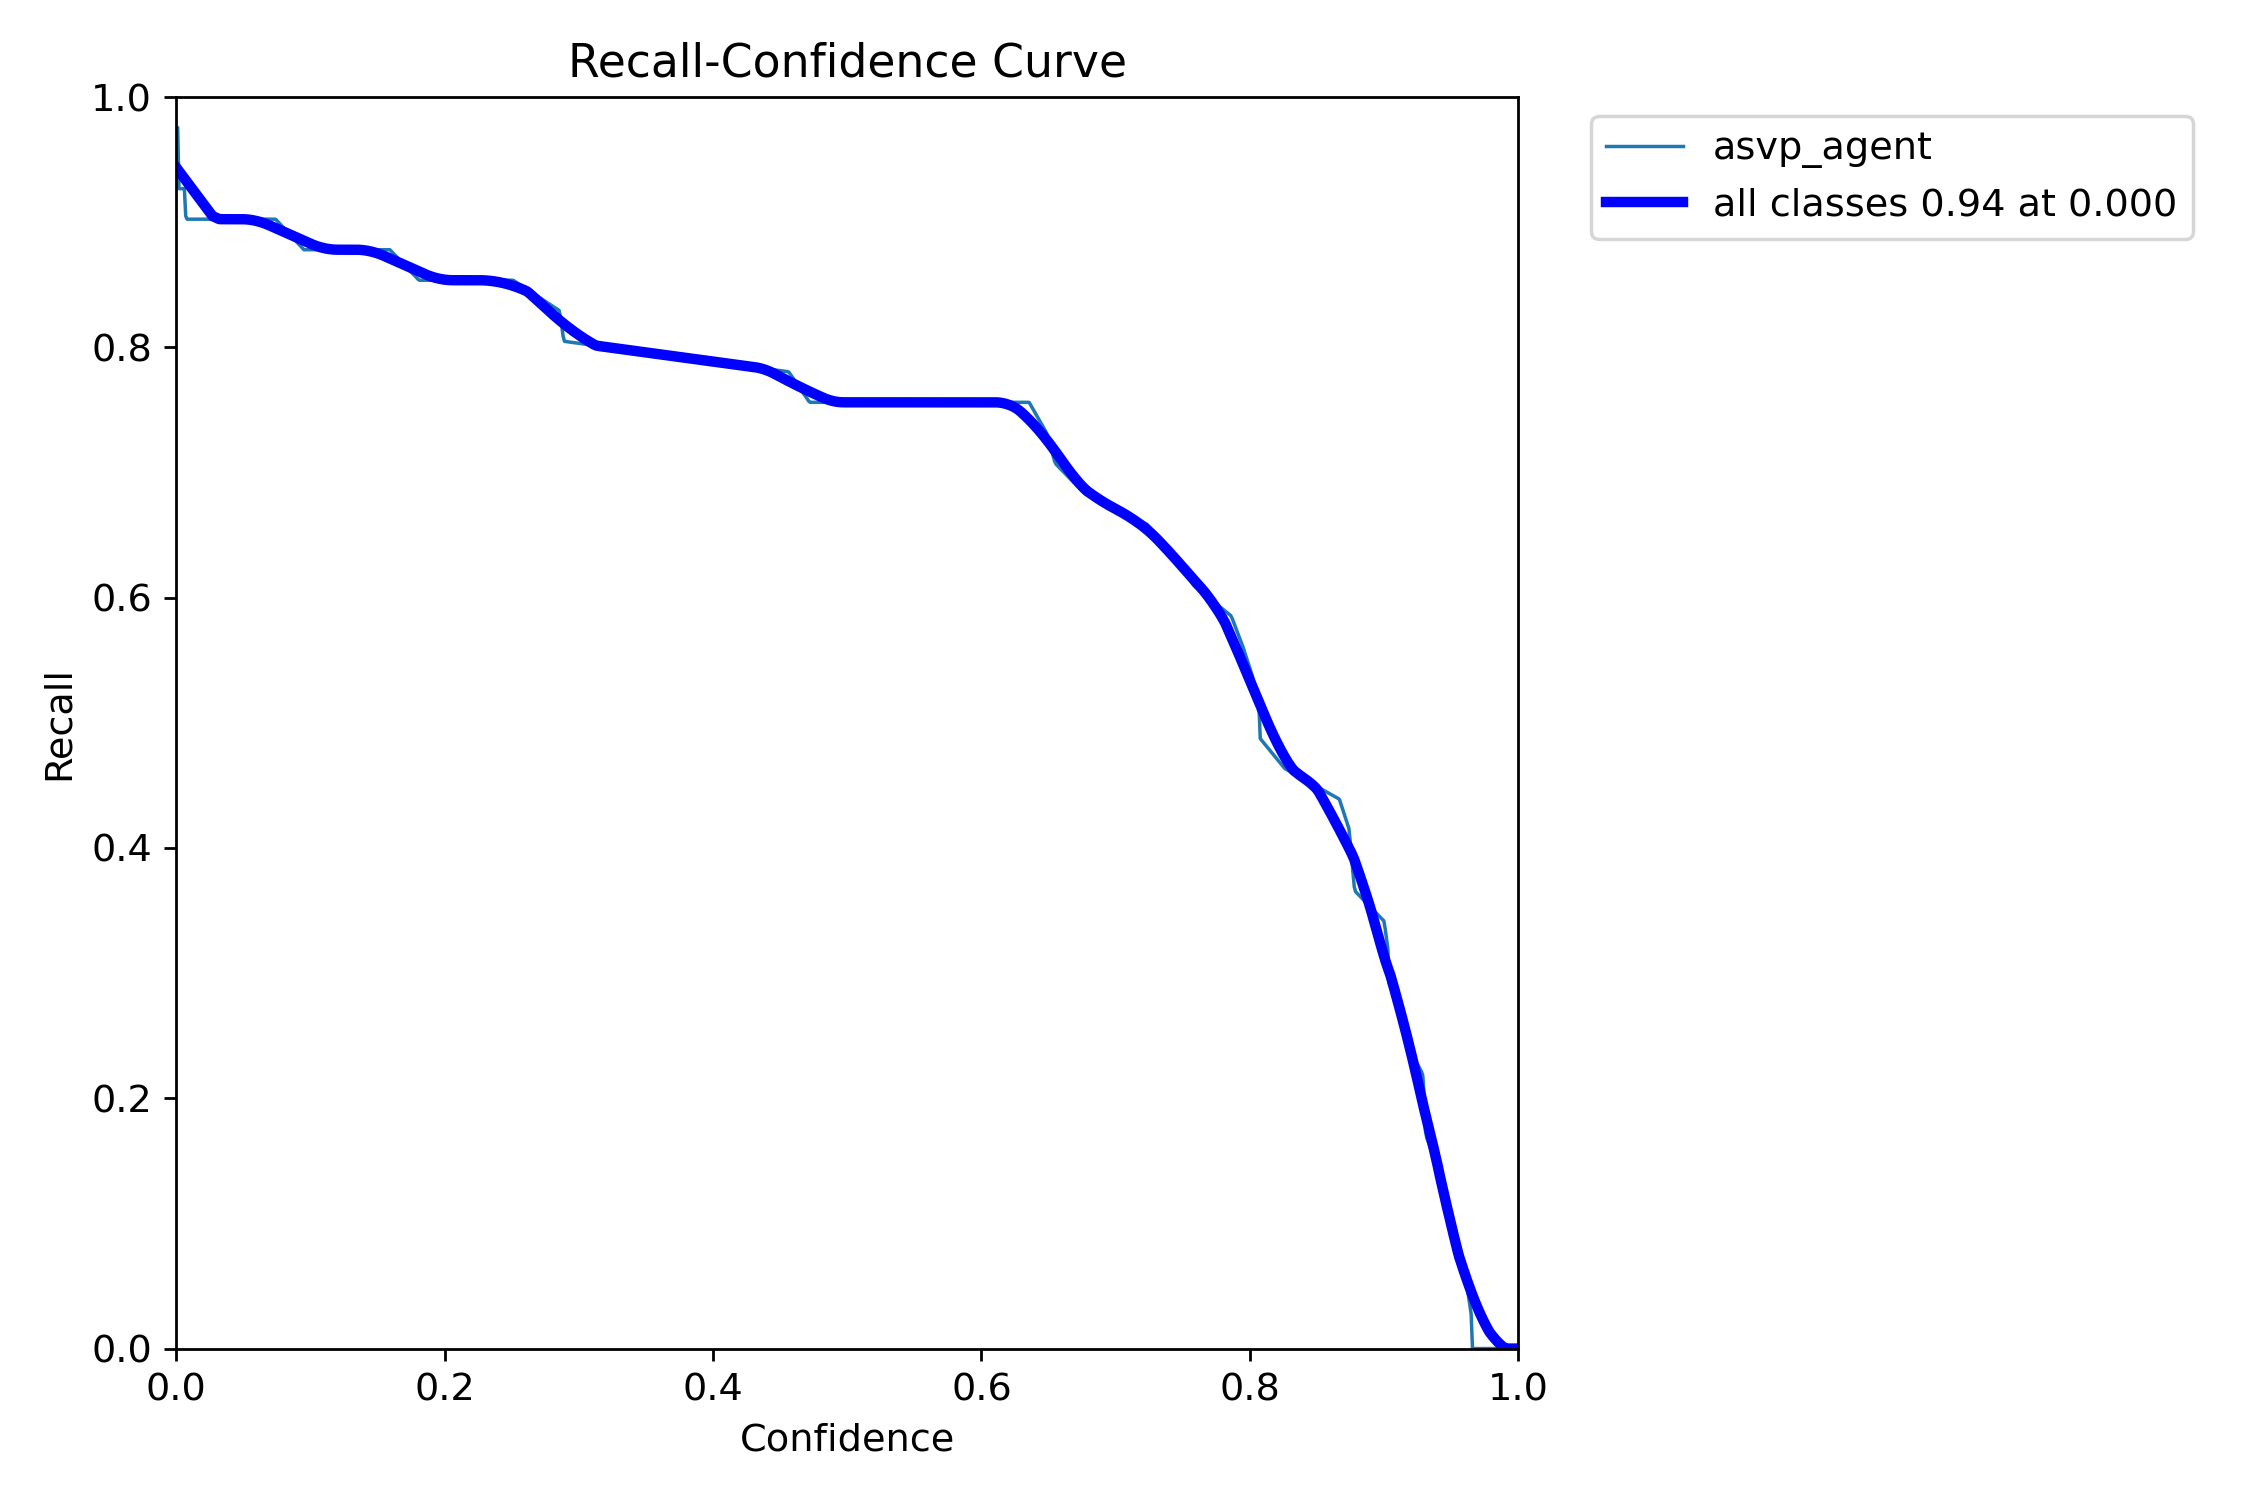 Recall-Confidence Curve
1.0
0.8
0.6
0.4
0.2
0.0
Recall
0.0 0.2 0.4 0.6 0.8 1.0
Confidence
asvp_agent
all classes 0.94 at 0.000